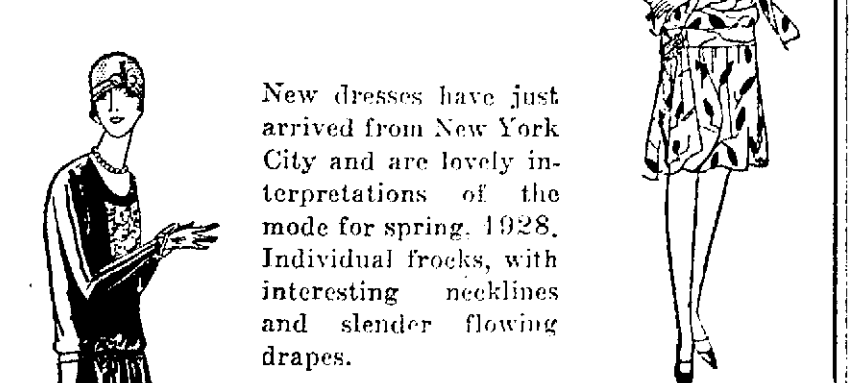 New dresses have just
arrived from New York
City and are lovely in-
terpretations of the
mode for spring, 1928.
Individual frocks, with
interesting necklines
and slender flowing
drapes.